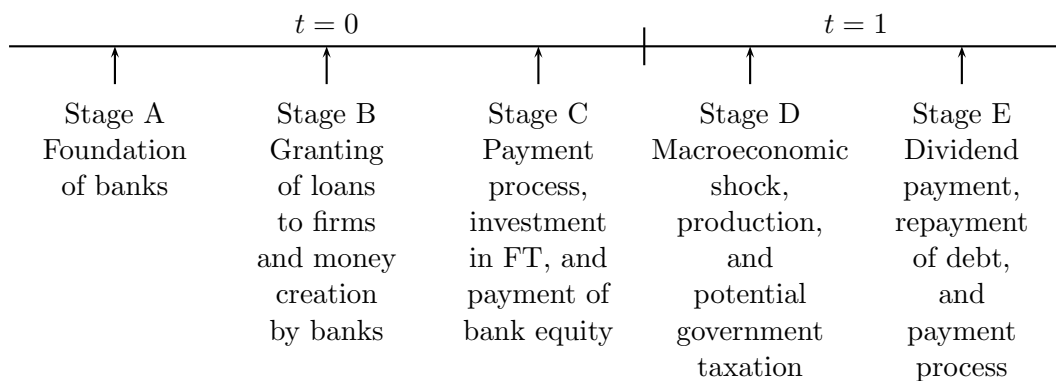 t = 0
t = 1
Stage A
Foundation
of banks
Stage B
Granting
of loans
to firms
and money
creation
by banks
Stage C
Payment
process,
investment
in FT, and
payment of
bank equity
Stage D
Macroeconomic
shock,
production,
and
potential
government
taxation
Stage E
Dividend
payment,
repayment
of debt,
and
payment
process